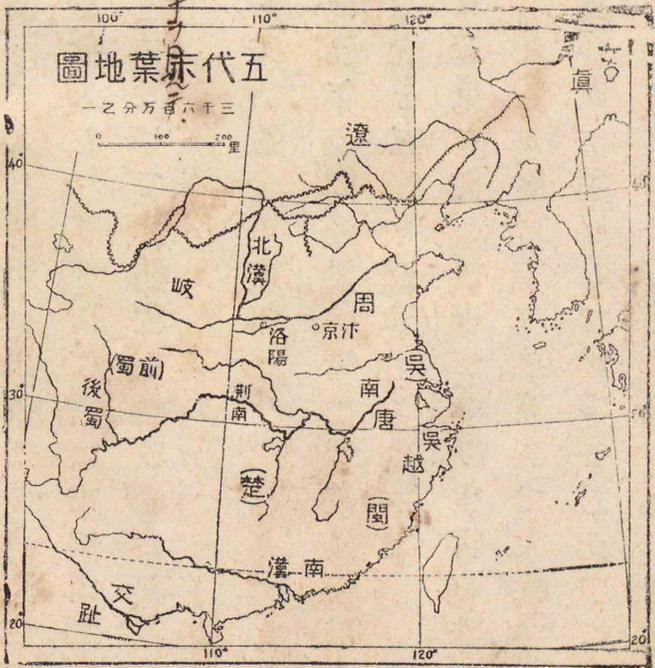 100°
110°
120°
五代末葉地圖
三千六百万分之一
0 100 200 里
眞
遼
40°
40°
北漢
岐
周
汴京
洛陽
吳
(前蜀)
後蜀
荆南
南唐
30°
吳越
(楚)
(閩)
南漢
交趾
20°
20°
110°
120°